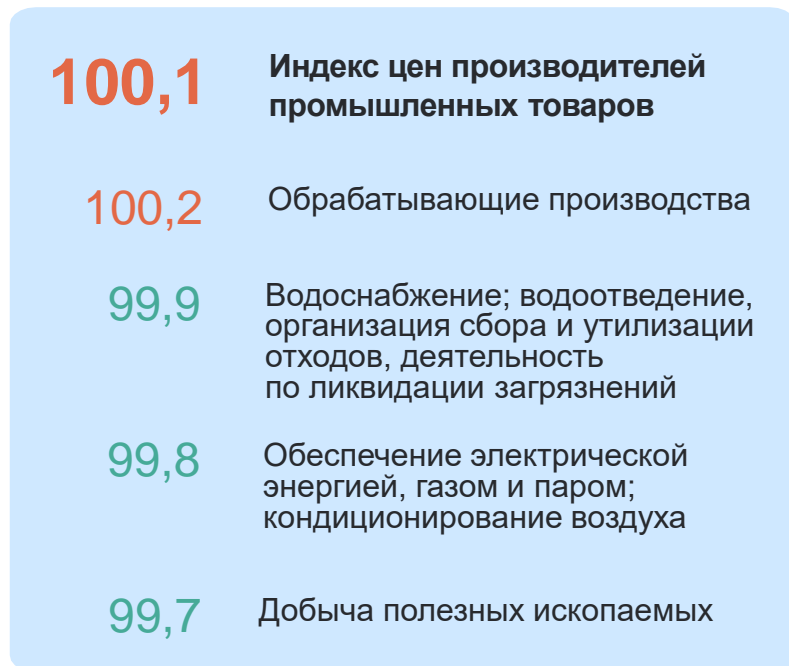 100,1
Индекс цен производителей
промышленных товаров
100,2
Обрабатывающие производства
99,9
Водоснабжение; водоотведение,
организация сбора и утилизации
отходов, деятельность
по ликвидации загрязнений
99,8
Обеспечение электрической
энергией, газом и паром;
кондиционирование воздуха
99,7
Добыча полезных ископаемых